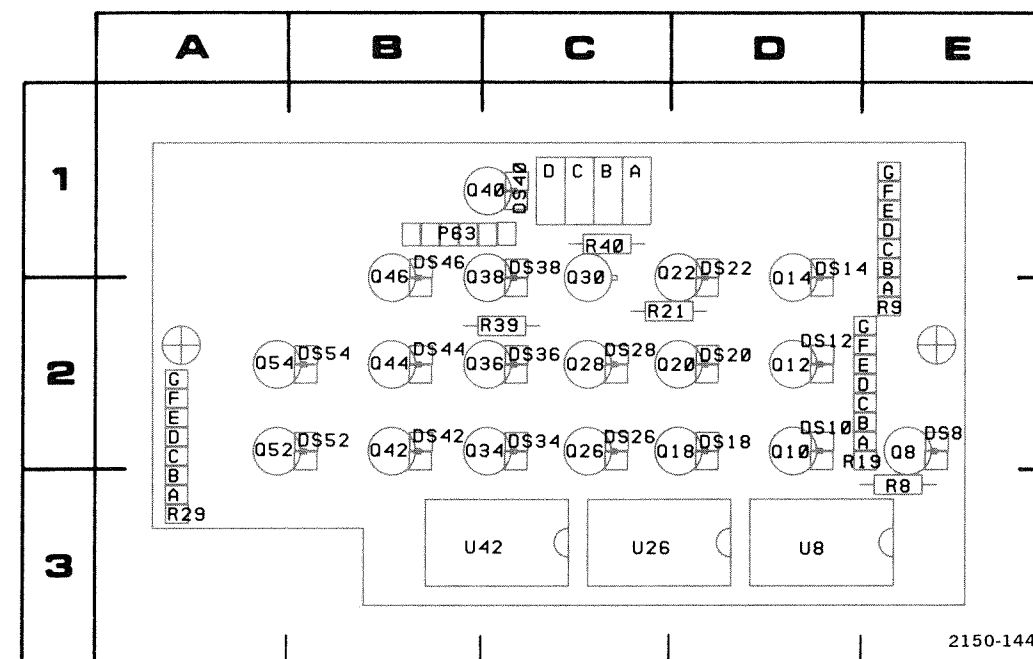 A B C D E
1
2
3
D C B A
Q40 DS40
P63
R40
G
F
E
D
C
B
A
R9
Q46 DS46 Q38 DS38 Q30 Q22 DS22 Q14 DS14
R21
R39
Q54 DS54 Q44 DS44 Q36 DS36 Q28 DS28 Q20 DS20 Q12 DS12
G
F
E
D
C
B
A
R19
G
F
E
D
C
B
A
R29
Q52 DS52 Q42 DS42 Q34 DS34 Q26 DS26 Q18 DS18 Q10 DS10 Q8 DS8
R8
U42 U26 U8
2150-144